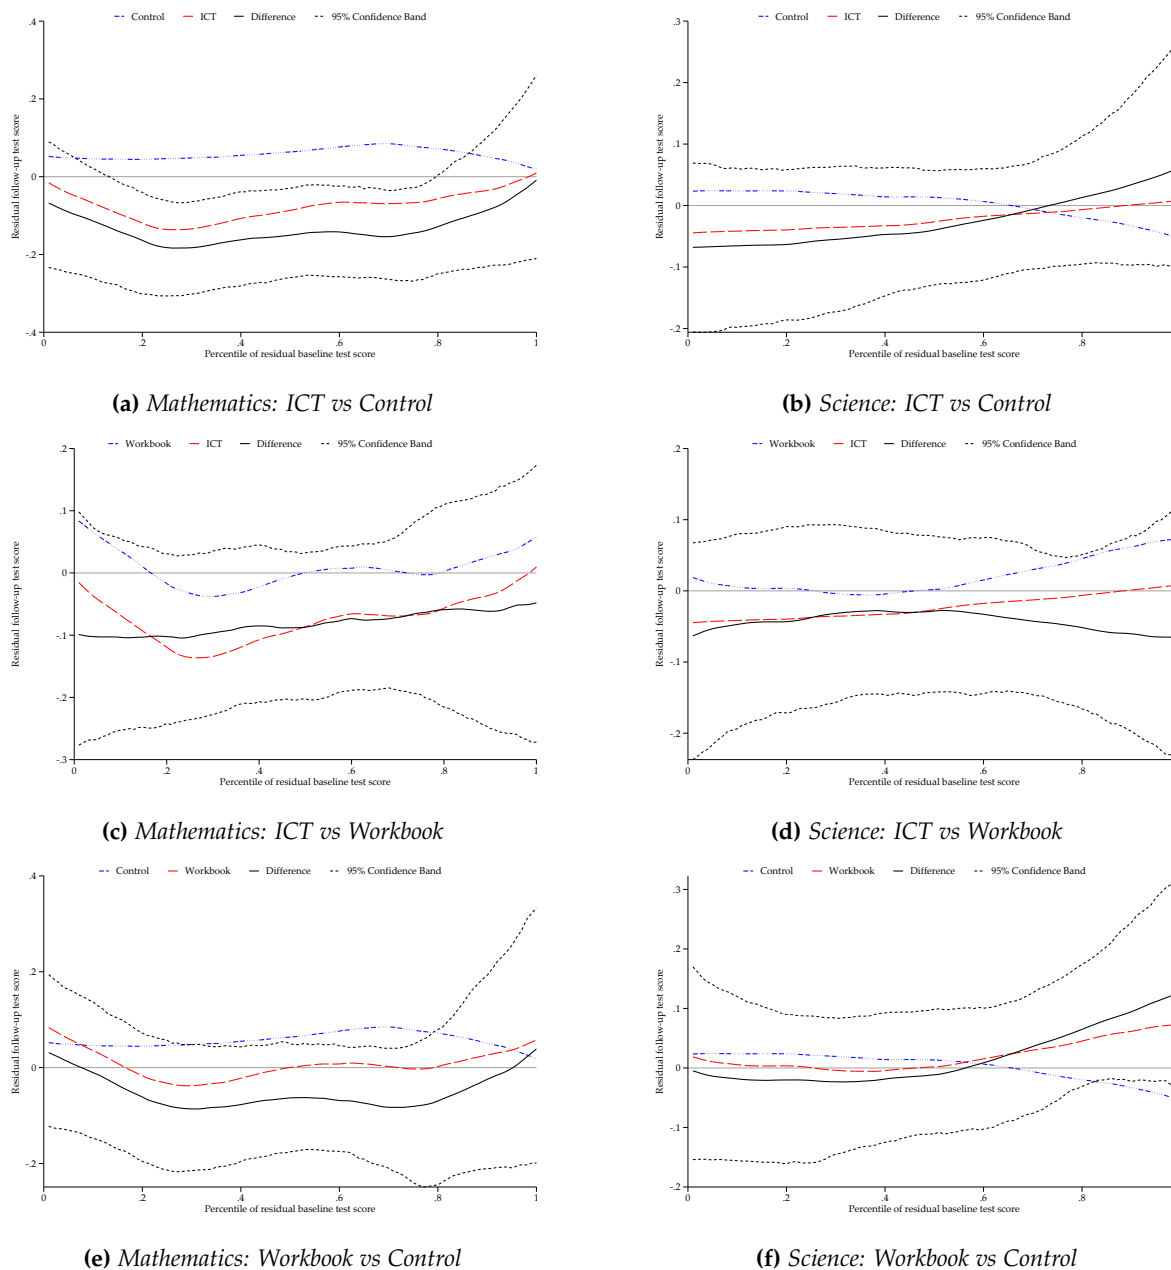 Control ICT Difference 95% Confidence Band
.4
.2
0
-.2
-.4
Residual follow-up test score
0 .2 .4 .6 .8 1
Percentile of residual baseline test score
(a) Mathematics: ICT vs Control
Control ICT Difference 95% Confidence Band
.3
.2
.1
0
-.1
-.2
Residual follow-up test score
0 .2 .4 .6 .8
Percentile of residual baseline test score
(b) Science: ICT vs Control
Workbook ICT Difference 95% Confidence Band
.2
.1
0
-.1
-.2
-.3
Residual follow-up test score
0 .2 .4 .6 .8 1
Percentile of residual baseline test score
(c) Mathematics: ICT vs Workbook
Workbook ICT Difference 95% Confidence Band
.2
.1
0
-.1
-.2
Residual follow-up test score
0 .2 .4 .6 .8
Percentile of residual baseline test score
(d) Science: ICT vs Workbook
Control Workbook Difference 95% Confidence Band
.4
.2
0
-.2
Residual follow-up test score
0 .2 .4 .6 .8 1
Percentile of residual baseline test score
(e) Mathematics: Workbook vs Control
Control Workbook Difference 95% Confidence Band
.3
.2
.1
0
-.1
-.2
Residual follow-up test score
0 .2 .4 .6 .8
Percentile of residual baseline test score
(f) Science: Workbook vs Control